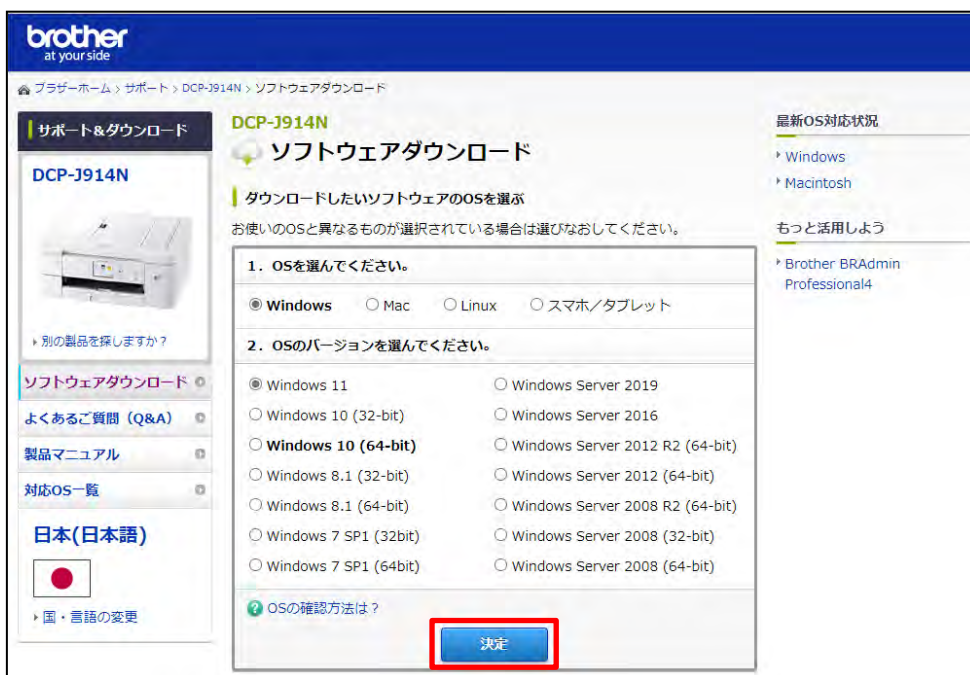 brother
at your side
ブラザーホーム › サポート › DCP-J914N › ソフトウェアダウンロード
サポート&ダウンロード
DCP-J914N
別の製品を探しますか?
ソフトウェアダウンロード
よくあるご質問(Q&A)
製品マニュアル
対応OS一覧
日本(日本語)
国・言語の変更
DCP-J914N
ソフトウェアダウンロード
ダウンロードしたいソフトウェアのOSを選ぶ
お使いのOSと異なるものが選択されている場合は選びなおしてください。
1. OSを選んでください。
Windows Mac Linux スマホ/タブレット
2. OSのバージョンを選んでください。
Windows 11 Windows Server 2019
Windows 10 (32-bit) Windows Server 2016
Windows 10 (64-bit) Windows Server 2012 R2 (64-bit)
Windows 8.1 (32-bit) Windows Server 2012 (64-bit)
Windows 8.1 (64-bit) Windows Server 2008 R2 (64-bit)
Windows 7 SP1 (32bit) Windows Server 2008 (32-bit)
Windows 7 SP1 (64bit) Windows Server 2008 (64-bit)
OSの確認方法は?
決定
最新OS対応状況
Windows
Macintosh
もっと活用しよう
Brother BRAdmin
Professional4